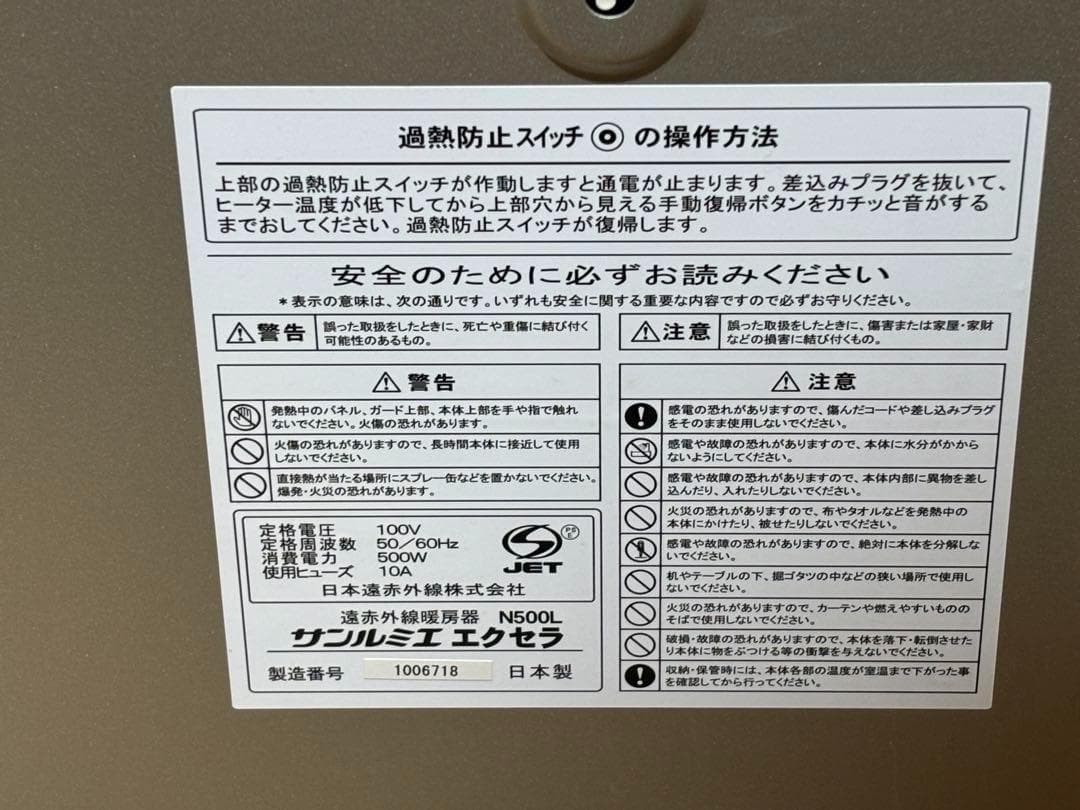 過熱防止スイッチ◉の操作方法
上部の過熱防止スイッチが作動しますと通電が止まります。差込みプラグを抜いて、
ヒーター温度が低下してから上部穴から見える手動復帰ボタンをカチッと音がする
までおしてください。過熱防止スイッチが復帰します。
安全のために必ずお読みください
*表示の意味は、次の通りです。いずれも安全に関する重要な内容ですので必ずお守りください。
警告
誤った取扱をしたときに、死亡や重傷に結び付く
可能性のあるもの。
注意
誤った取扱をしたときに、傷害または家屋・家財
などの損害に結び付くもの。
警告
発熱中のパネル、ガード上部、本体上部を手や指で触れ
ないでください。火傷の恐れがあります。
火傷の恐れがありますので、長時間本体に接近して使用
しないでください。
直接熱が当たる場所にスプレー缶などを置かないでください。
爆発・火災の恐れがあります。
定格電圧 100V
定格周波数 50/60Hz
消費電力 500W
使用ヒューズ 10A
JET
PS
E
日本遠赤外線株式会社
遠赤外線暖房器 N500L
サンルミエ エクセラ
製造番号 1006718 日本製
注意
感電の恐れがありますので、傷んだコードや差し込みプラグ
をそのまま使用しないでください。
感電や故障の恐れがありますので、本体に水分がかから
ないようにしてください。
感電や故障の恐れがありますので、本体内部に異物を差し
込んだり、入れたりしないでください。
火災の恐れがありますので、布やタオルなどを発熱中の
本体にかけたり、被せたりしないでください。
感電や故障の恐れがありますので、絶対に本体を分解しな
いでください。
机やテーブルの下、掘ゴタツの中などの狭い場所で使用し
ないでください。
火災の恐れがありますので、カーテンや燃えやすいものの
そばで使用しないでください。
破損・故障の恐れがありますので、本体を落下・転倒させた
り本体に物をぶつける等の衝撃を与えないでください。
収納・保管時には、本体各部の温度が室温まで下がった事
を確認してから行ってください。